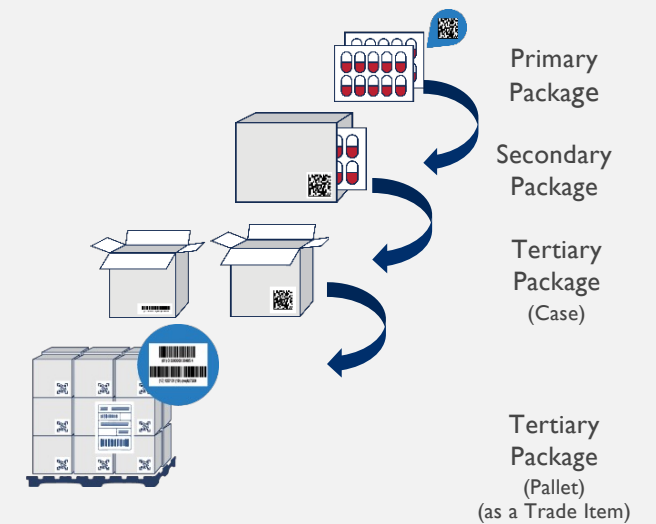 Primary
Package
Secondary
Package
Tertiary
Package
(Case)
Tertiary
Package
(Pallet)
(as a Trade Item)